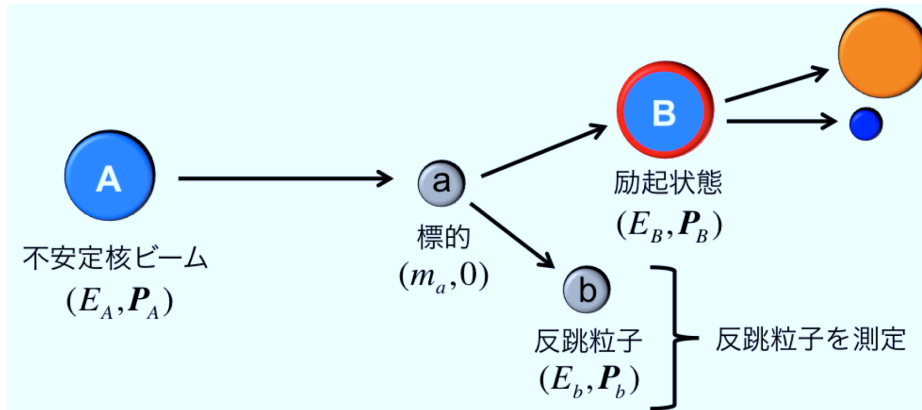 A
不安定核ビーム
(E_A, P_A)
a
標的
(m_a,0)
B
励起状態
(E_B, P_B)
b
反跳粒子
(E_b, P_b)
反跳粒子を測定